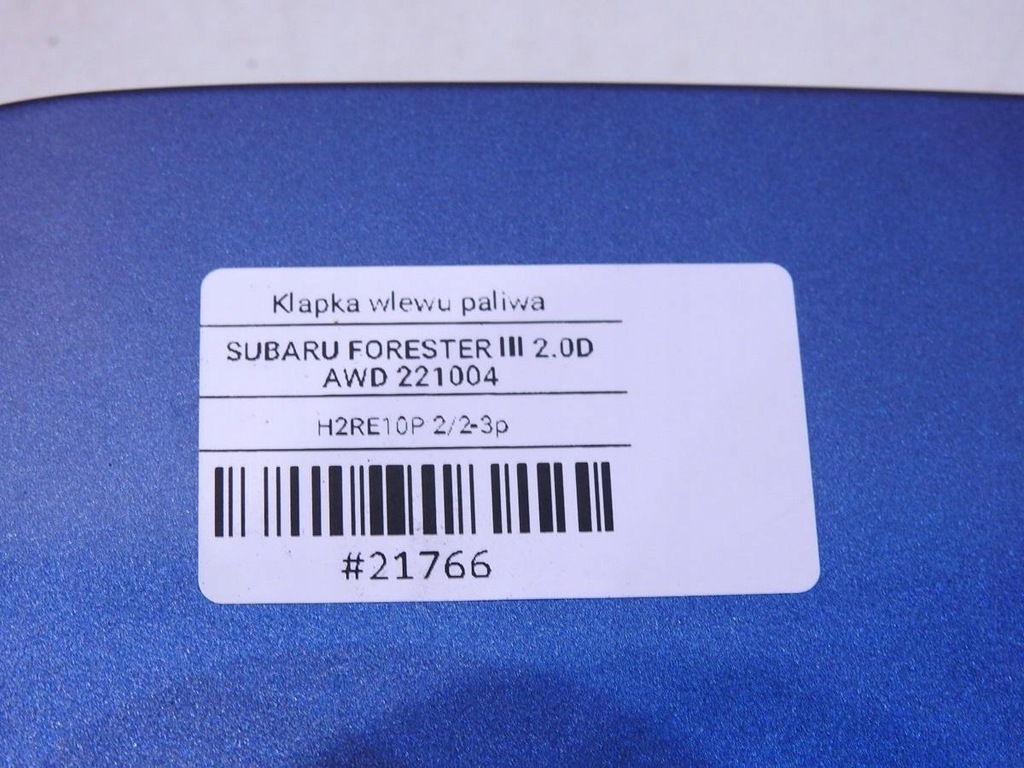 Klapka wlewu paliwa
SUBARU FORESTER III 2.0D
AWD 221004
H2RE10P 2/2-3p
#21766